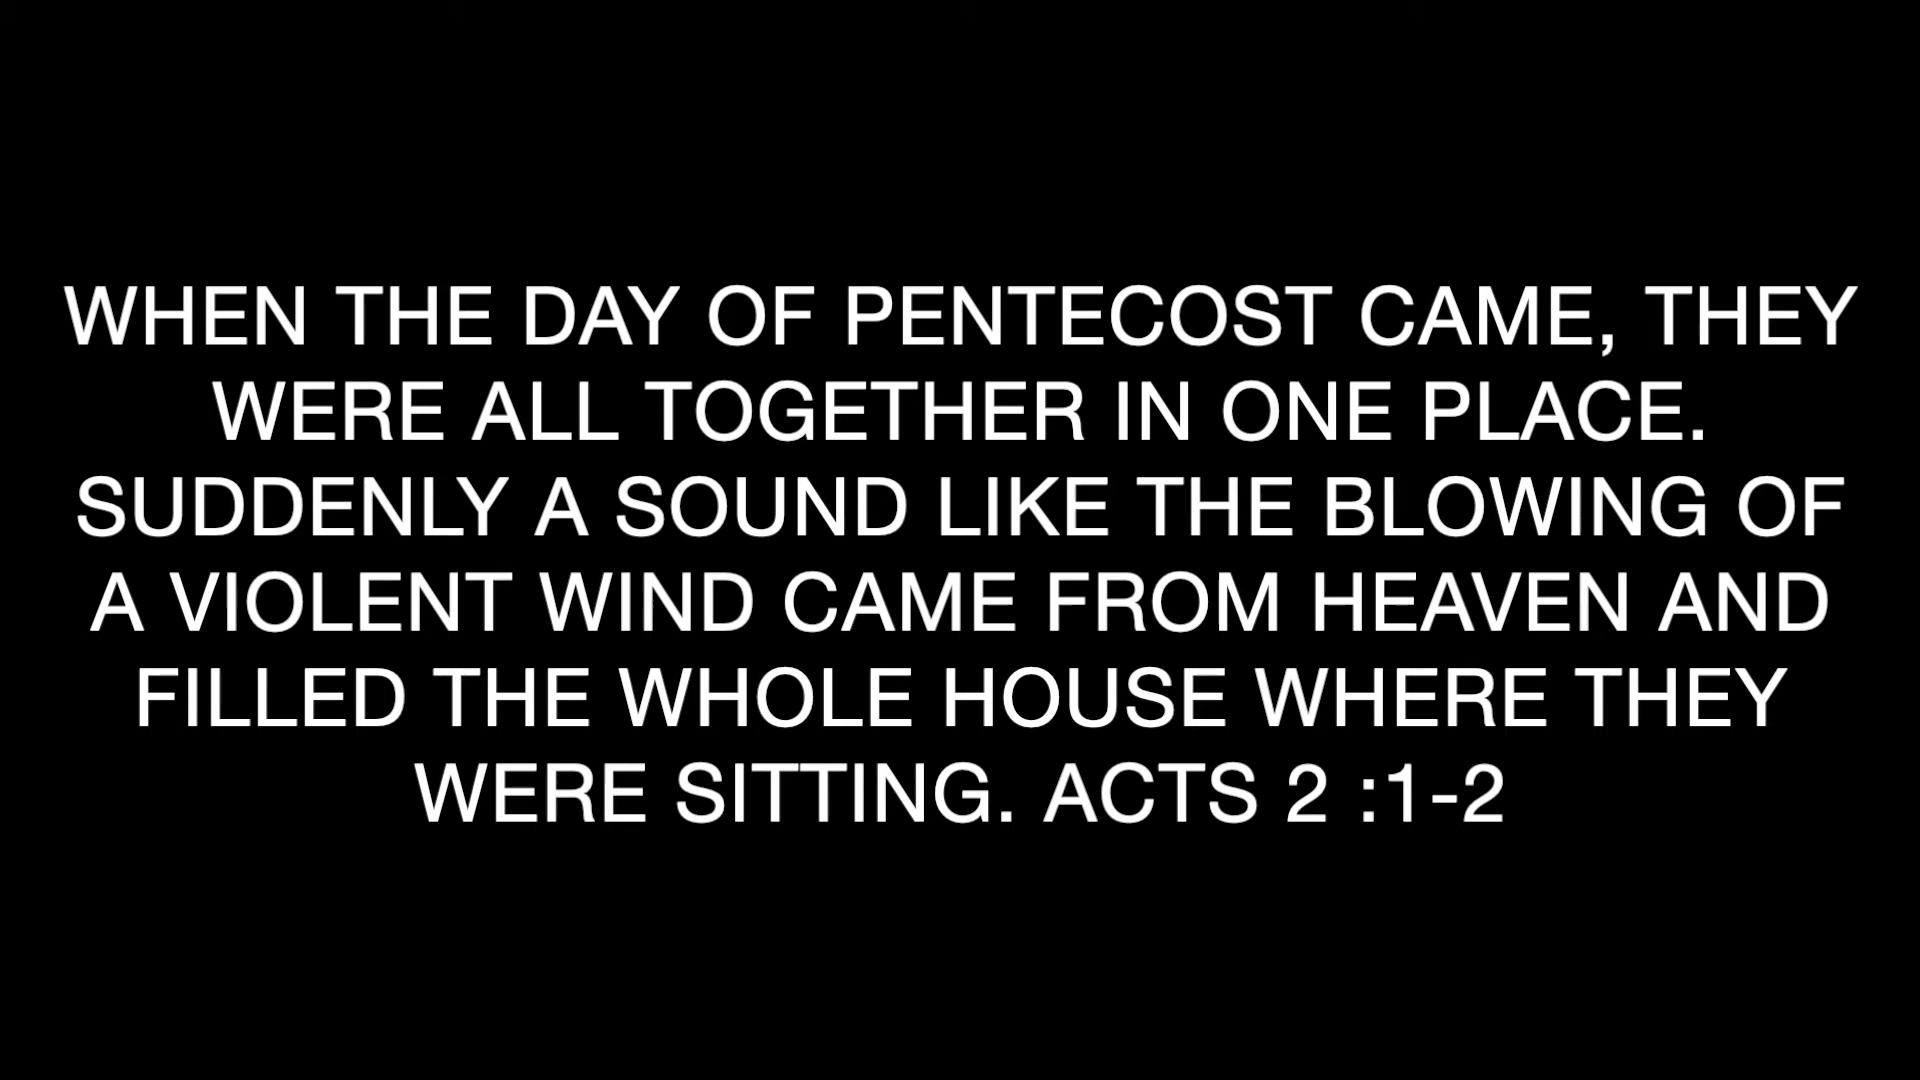 WHEN THE DAY OF PENTECOST CAME, THEY
WERE ALL TOGETHER IN ONE PLACE.
SUDDENLY A SOUND LIKE THE BLOWING OF
A VIOLENT WIND CAME FROM HEAVEN AND
FILLED THE WHOLE HOUSE WHERE THEY
WERE SITTING. ACTS 2 :1-2